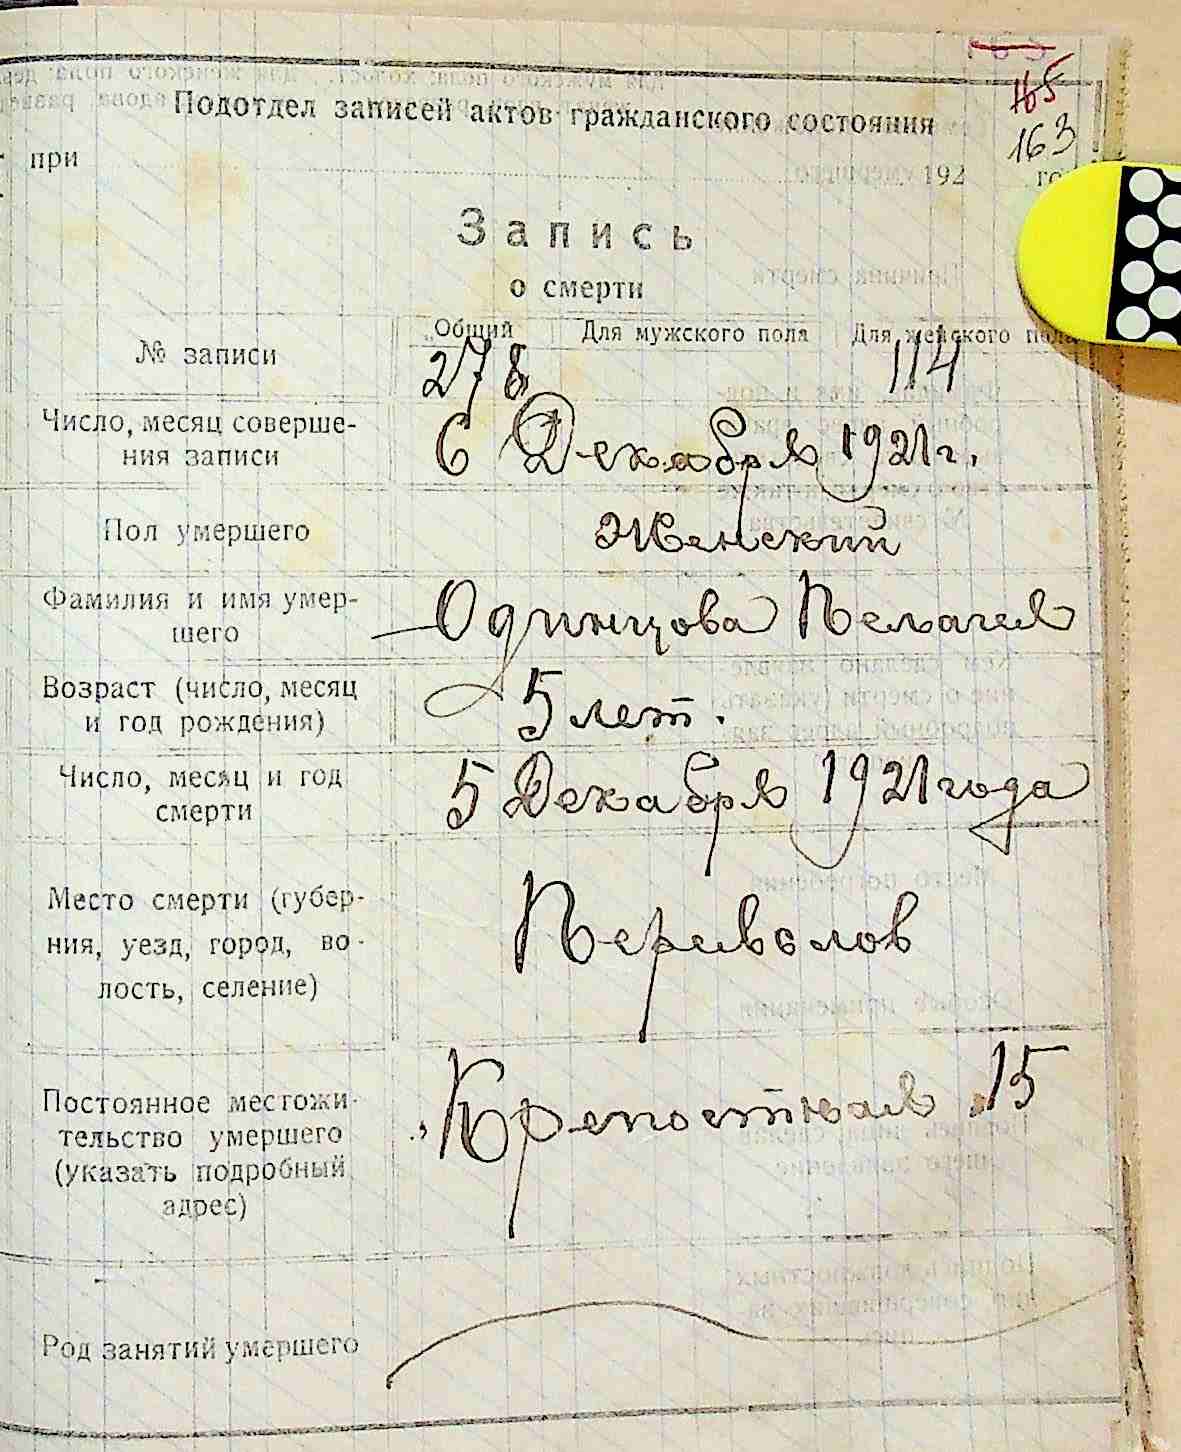 165
163
Подотдел записей актов гражданского состояния
при 192 го
Запись
о смерти
№ записи
Общий Для мужского пола Для женского пола
278 114
Число, месяц соверше-
ния записи
6 Декабря 1921 г.
Пол умершего
Женский
Фамилия и имя умер-
шего
Одинцова Пелагея
Возраст (число, месяц
и год рождения)
5 лет.
Число, месяц и год
смерти
5 Декабря 1921 года
Место смерти (губер-
ния, уезд, город, во-
лость, селение)
Переволов
Постоянное местожи-
тельство умершего
(указать подробный
адрес)
Крепостная 15
Род занятий умершего